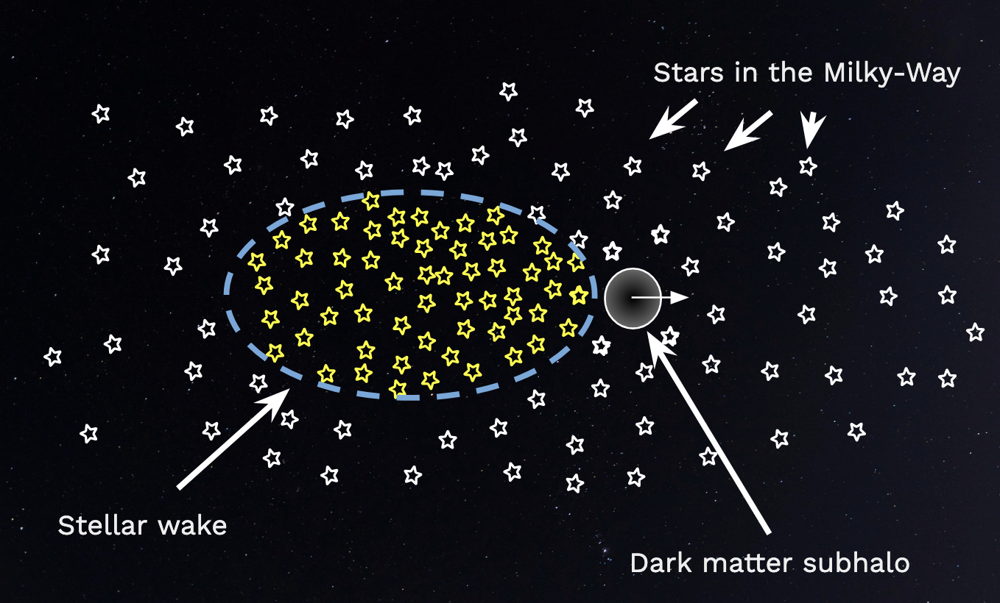 Stars in the Milky-Way
Stellar wake
Dark matter subhalo